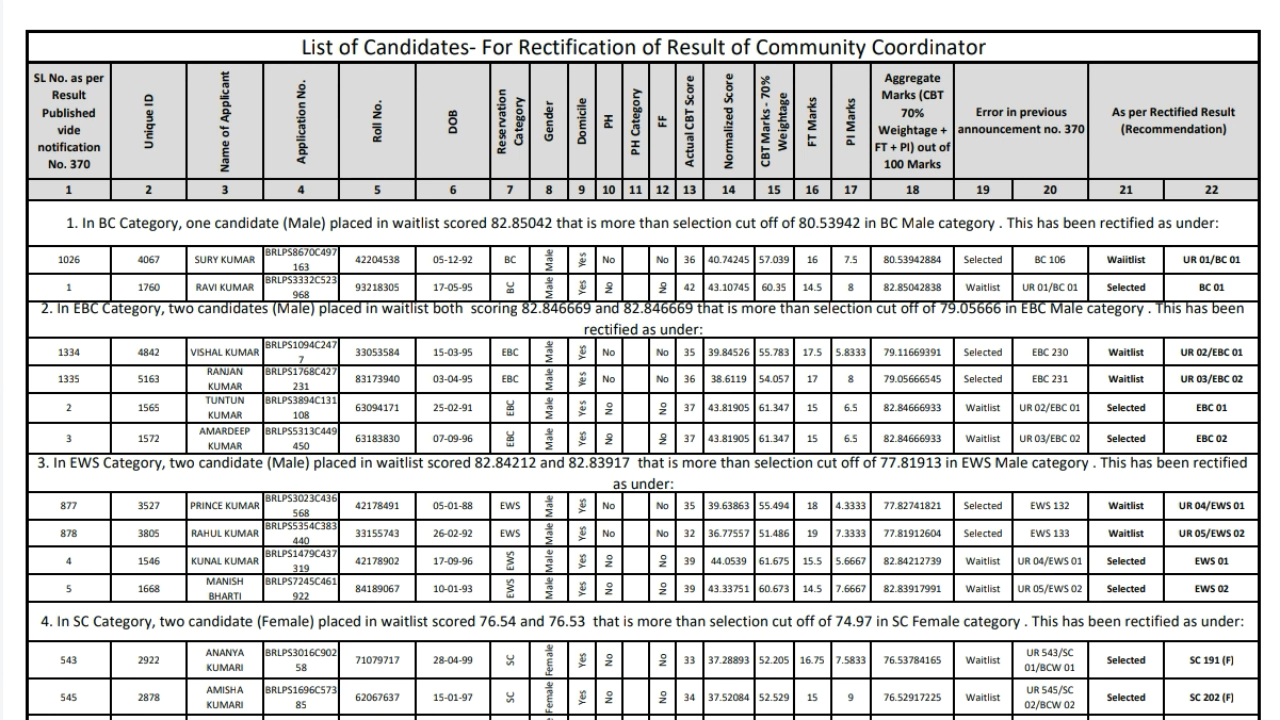 List of Candidates- For Rectification of Result of Community Coordinator
SL No. as per Result Published vide notification No. 370 | Unique ID | Name of Applicant | Application No. | Roll No. | DOB | Reservation Category | Gender | Domicile | PH | PH Category | FF | Actual CBT Score | Normalized Score | CBT Marks - 70% Weightage | FT Marks | PI Marks | Aggregate Marks (CBT 70% Weightage + FT + PI) out of 100 Marks | Error in previous announcement no. 370 | As per Rectified Result (Recommendation)
1 2 3 4 5 6 7 8 9 10 11 12 13 14 15 16 17 18 19 20 21 22
1. In BC Category, one candidate (Male) placed in waitlist scored 82.85042 that is more than selection cut off of 80.53942 in BC Male category . This has been rectified as under:
1026 4067 SURY KUMAR BRLPS8670C497163 42204538 05-12-92 BC Male Yes No No 36 40.74245 57.039 16 7.5 80.53942884 Selected BC 106 Waiitlist UR 01/BC 01
1 1760 RAVI KUMAR BRLPS3332C523968 93218305 17-05-95 BC Male Yes No No 42 43.10745 60.35 14.5 8 82.85042838 Waitlist UR 01/BC 01 Selected BC 01
2. In EBC Category, two candidates (Male) placed in waitlist both scoring 82.846669 and 82.846669 that is more than selection cut off of 79.05666 in EBC Male category . This has been
rectified as under:
1334 4842 VISHAL KUMAR BRLPS1094C2477 33053584 15-03-95 EBC Male Yes No No 35 39.84526 55.783 17.5 5.8333 79.11669391 Selected EBC 230 Waitlist UR 02/EBC 01
1335 5163 RANJAN KUMAR BRLPS1768C427231 83173940 03-04-95 EBC Male Yes No No 36 38.6119 54.057 17 8 79.05666545 Selected EBC 231 Waitlist UR 03/EBC 02
2 1565 TUNTUN KUMAR BRLPS3894C131108 63094171 25-02-91 EBC Male Yes No No 37 43.81905 61.347 15 6.5 82.84666933 Waitlist UR 02/EBC 01 Selected EBC 01
3 1572 AMARDEEP KUMAR BRLPS5313C449450 63183830 07-09-96 EBC Male Yes No No 37 43.81905 61.347 15 6.5 82.84666933 Waitlist UR 03/EBC 02 Selected EBC 02
3. In EWS Category, two candidate (Male) placed in waitlist scored 82.84212 and 82.83917 that is more than selection cut off of 77.81913 in EWS Male category . This has been rectified
as under:
877 3527 PRINCE KUMAR BRLPS3023C436568 42178491 05-01-88 EWS Male Yes No No 35 39.63863 55.494 18 4.3333 77.82741821 Selected EWS 132 Waitlist UR 04/EWS 01
878 3805 RAHUL KUMAR BRLPS5354C383440 33155743 26-02-92 EWS Male Yes No No 32 36.77557 51.486 19 7.3333 77.81912604 Selected EWS 133 Waitlist UR 05/EWS 02
4 1546 KUNAL KUMAR BRLPS1479C437319 42178902 17-09-96 EWS Male Yes No No 39 44.0539 61.675 15.5 5.6667 82.84212739 Waitlist UR 04/EWS 01 Selected EWS 01
5 1668 MANISH BHARTI BRLPS7245C461922 84189067 10-01-93 EWS Male Yes No No 39 43.33751 60.673 14.5 7.6667 82.83917991 Waitlist UR 05/EWS 02 Selected EWS 02
4. In SC Category, two candidate (Female) placed in waitlist scored 76.54 and 76.53 that is more than selection cut off of 74.97 in SC Female category . This has been rectified as under:
543 2922 ANANYA KUMARI BRLPS3016C90258 71079717 28-04-99 SC Female Yes No No 33 37.28893 52.205 16.75 7.5833 76.53784165 Waitlist UR 543/SC 01/BCW 01 Selected SC 191 (F)
545 2878 AMISHA KUMARI BRLPS1696C57385 62067637 15-01-97 SC Female Yes No No 34 37.52084 52.529 15 9 76.52917225 Waitlist UR 545/SC 02/BCW 02 Selected SC 202 (F)